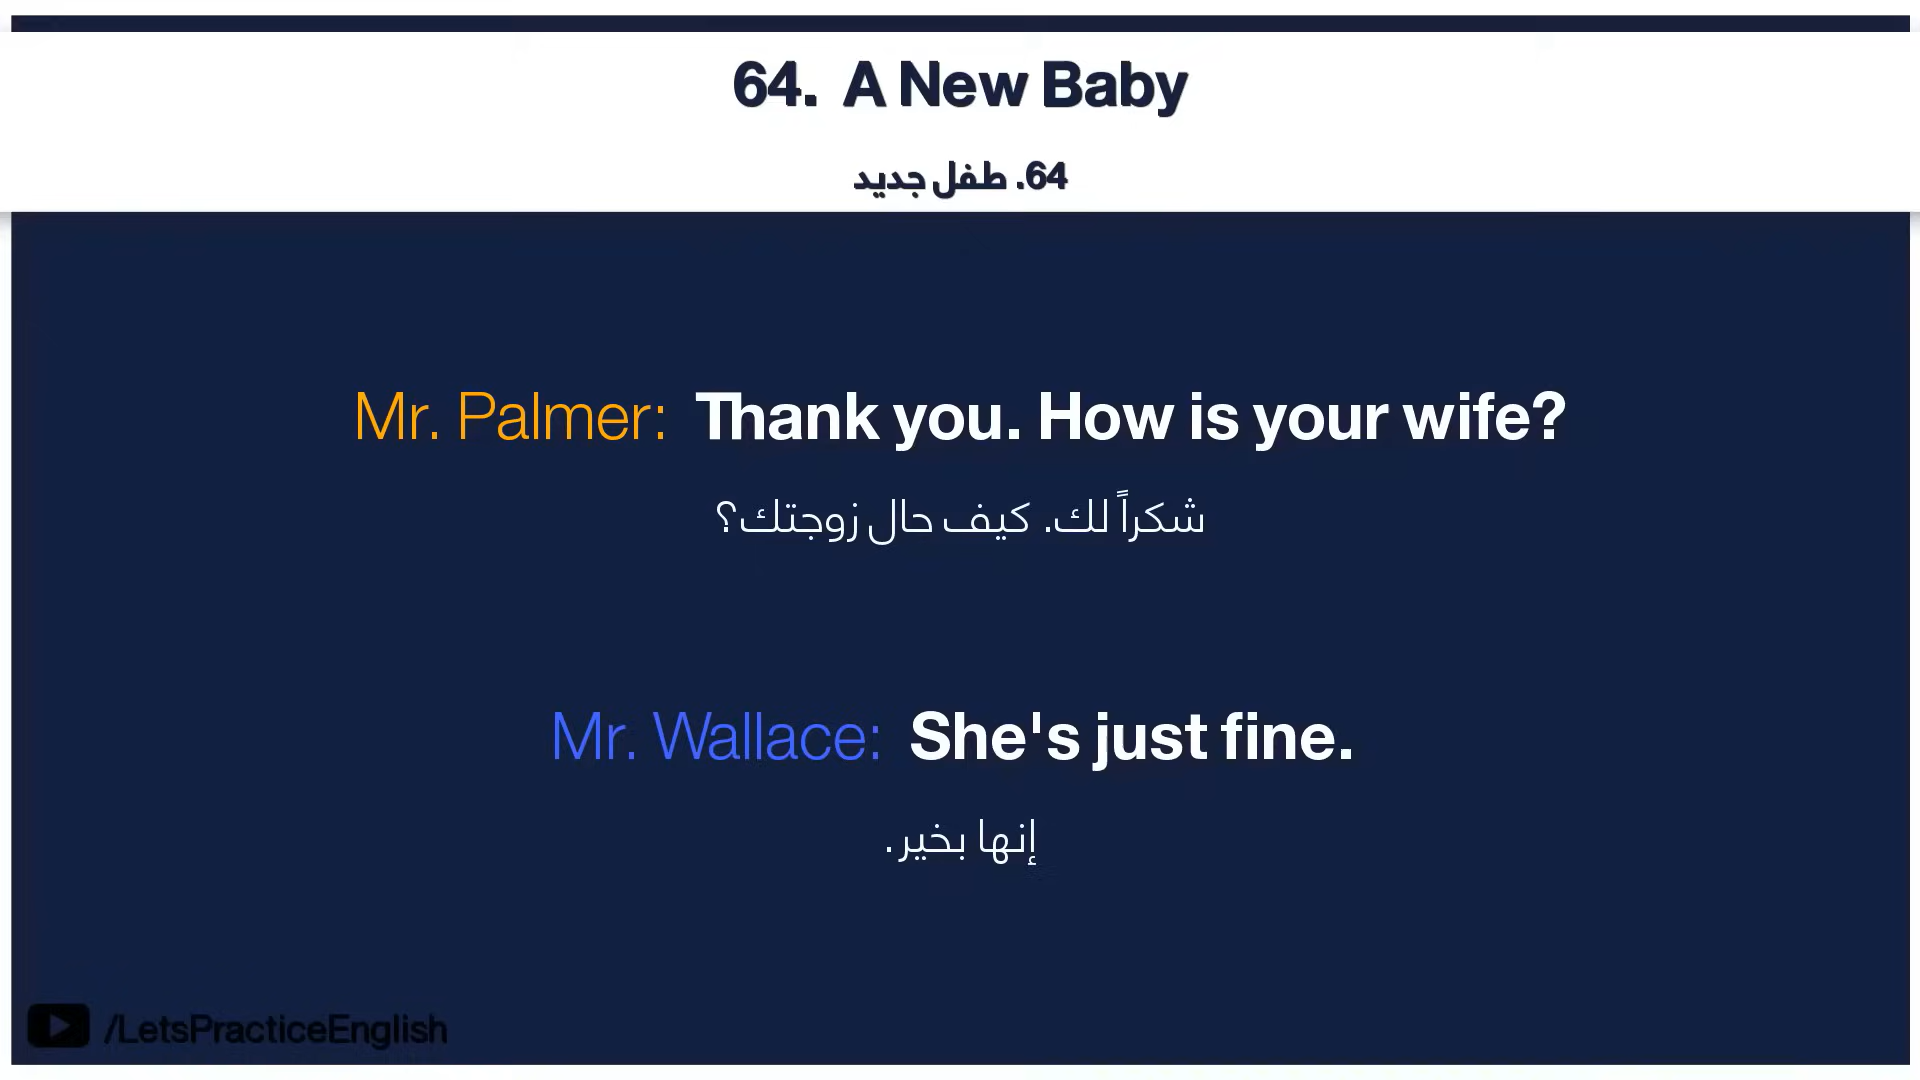 64. A New Baby
64. طفل جديد
Mr. Palmer: Thank you. How is your wife?
شكراً لك. كيف حال زوجتك؟
Mr. Wallace: She's just fine.
إنها بخير.
/LetsPracticeEnglish